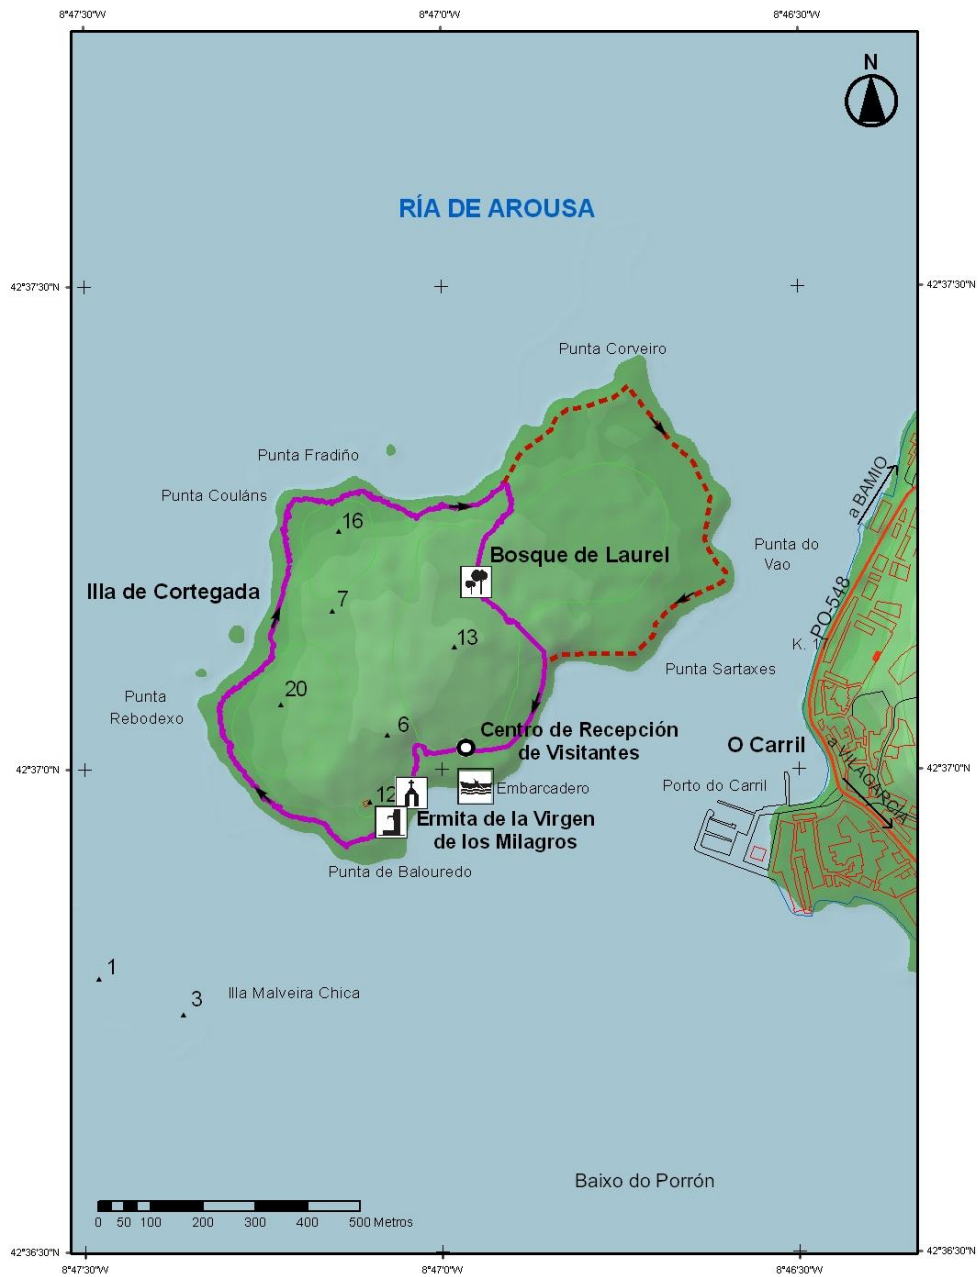 8°47'30"W
8°47'0"W
8°46'30"W
N
RÍA DE AROUSA
42°37'30"N
42°37'30"N
Punta Corveiro
Punta Fradiño
Punta Couláns
16
a BAMIO
Bosque de Laurel
Punta do
Vao
Illa de Cortegada
7
PO-548
13
K. 1
Punta Sartaxes
20
Punta
Rebodexo
6
Centro de Recepción
de Visitantes
O Carril
a VILAGARCÍA
42°37'0"N
42°37'0"N
Porto do Carril
Embarcadero
12
Ermita de la Virgen
de los Milagros
Punta de Balouredo
1
3
Illa Malveira Chica
Baixo do Porrón
0 50 100 200 300 400 500 Metros
42°36'30"N
42°36'30"N
8°47'30"W
8°47'0"W
8°46'30"W